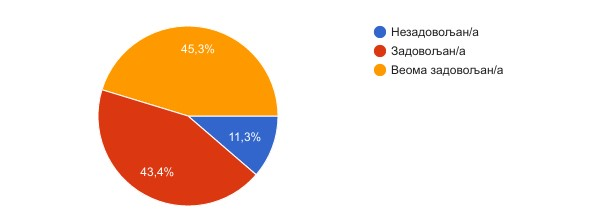 45,3%
11,3%
43,4%
Незадовољан/а
Задовољан/а
Веома задовољан/а